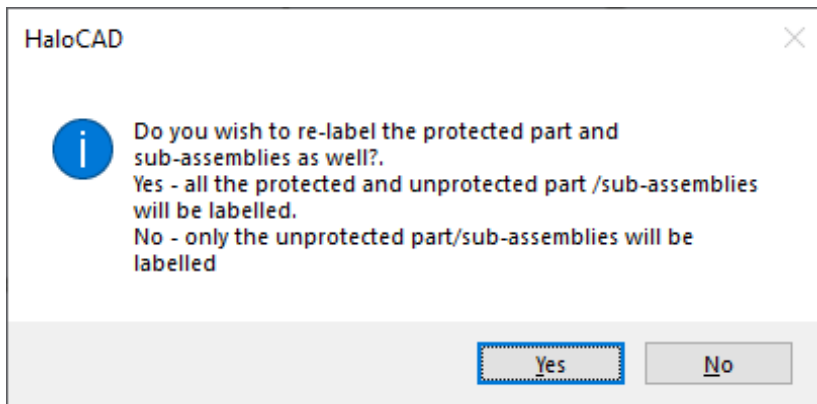 HaloCAD
Do you wish to re-label the protected part and
sub-assemblies as well?.
Yes - all the protected and unprotected part /sub-assemblies
will be labelled.
No - only the unprotected part/sub-assemblies will be
labelled
Yes
No